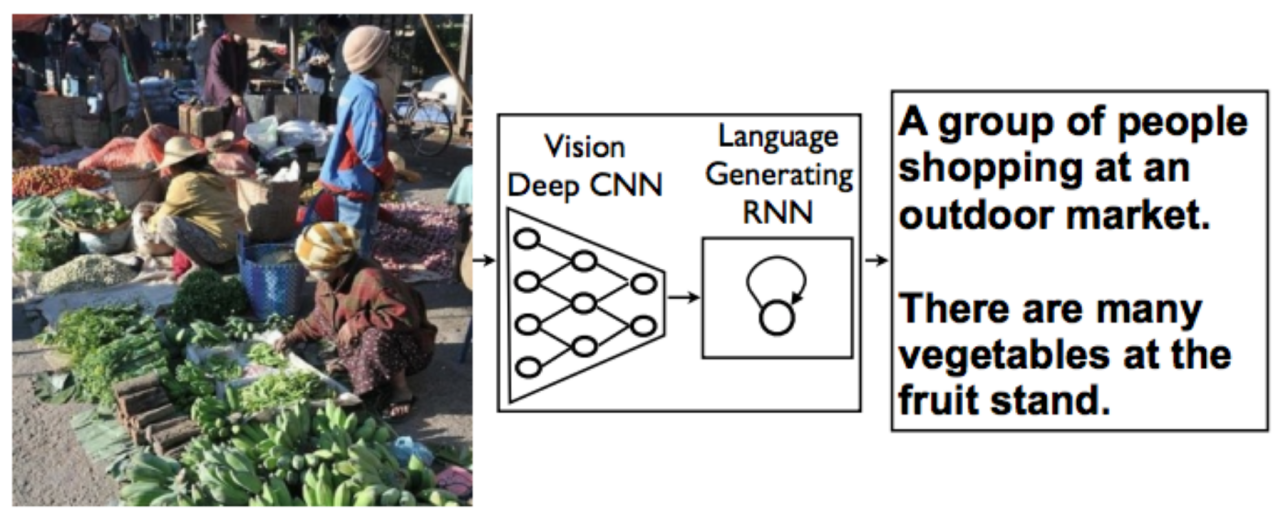 Vision
Deep CNN
Language
Generating
RNN
A group of people
shopping at an
outdoor market.
There are many
vegetables at the
fruit stand.